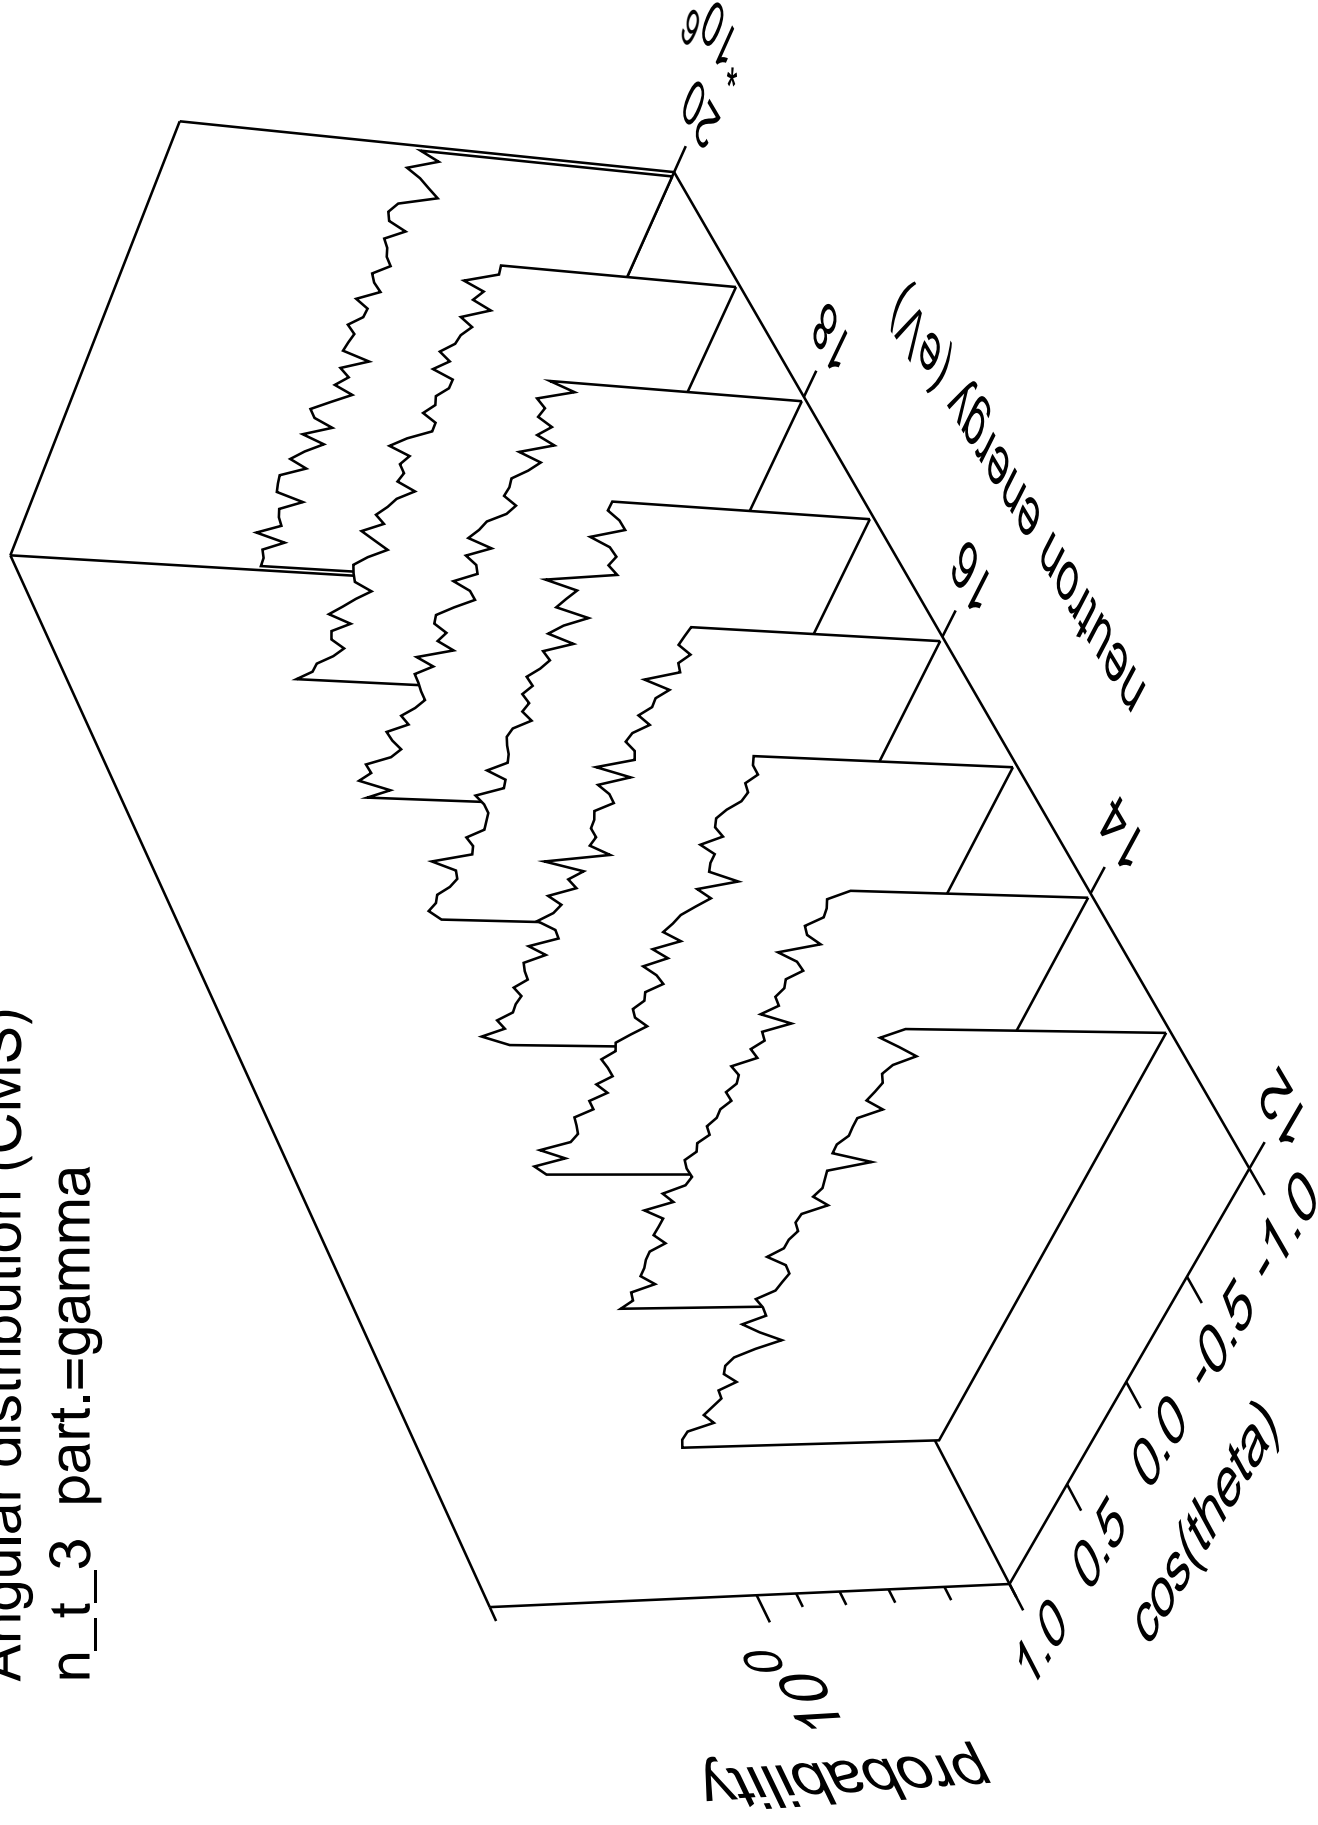 Angular distribution (CMS)
n_t_3 part.=gamma
probability
10^0
1.0 0.5 0.0 -0.5 -1.0
cos(theta)
12 14 16 18 20 *10^6
neutron energy (eV)